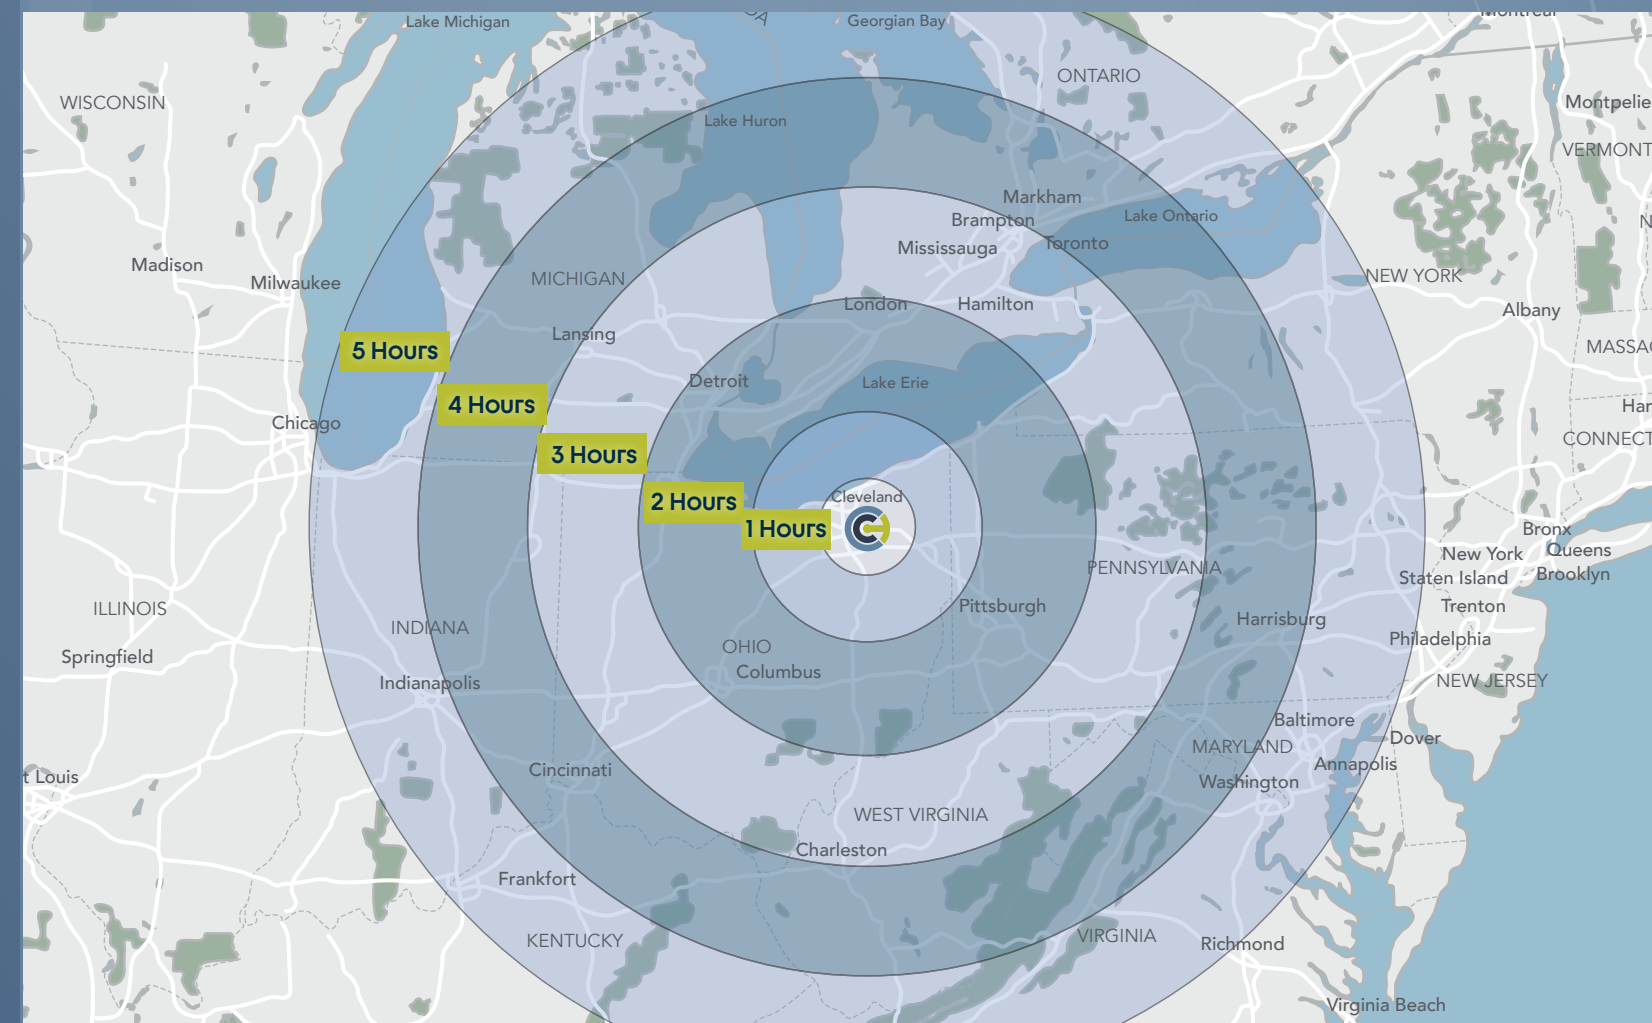 Lake Michigan
Georgian Bay
Montreal
ONTARIO
WISCONSIN
Montpelie
Lake Huron
VERMONT
Markham
Lake Ontario
Brampton
Toronto
Mississauga
Madison
MICHIGAN
NEW YORK
Milwaukee
London
Hamilton
Albany
Lansing
MASSA
5 Hours
Detroit
Lake Erie
4 Hours
Har
Chicago
CONNECT
3 Hours
Cleveland
2 Hours
1 Hours
Bronx
New York
Queens
PENNSYLVANIA
Staten Island
Brooklyn
ILLINOIS
Pittsburgh
Trenton
Harrisburg
INDIANA
Philadelphia
OHIO
Springfield
Columbus
Indianapolis
NEW JERSEY
Baltimore
Dover
MARYLAND
Annapolis
Cincinnati
t Louis
Washington
WEST VIRGINIA
Charleston
Frankfort
VIRGINIA
KENTUCKY
Richmond
Virginia Beach